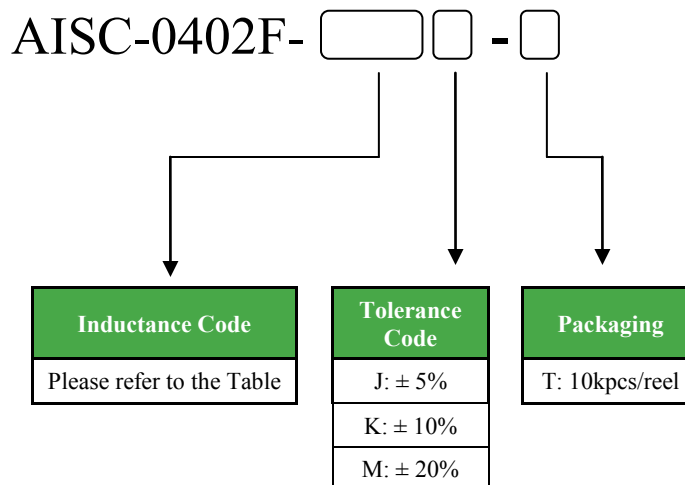 AISC-0402F- -
Inductance Code
Please refer to the Table
Tolerance
Code
J: ± 5%
K: ± 10%
M: ± 20%
Packaging
T: 10kpcs/reel